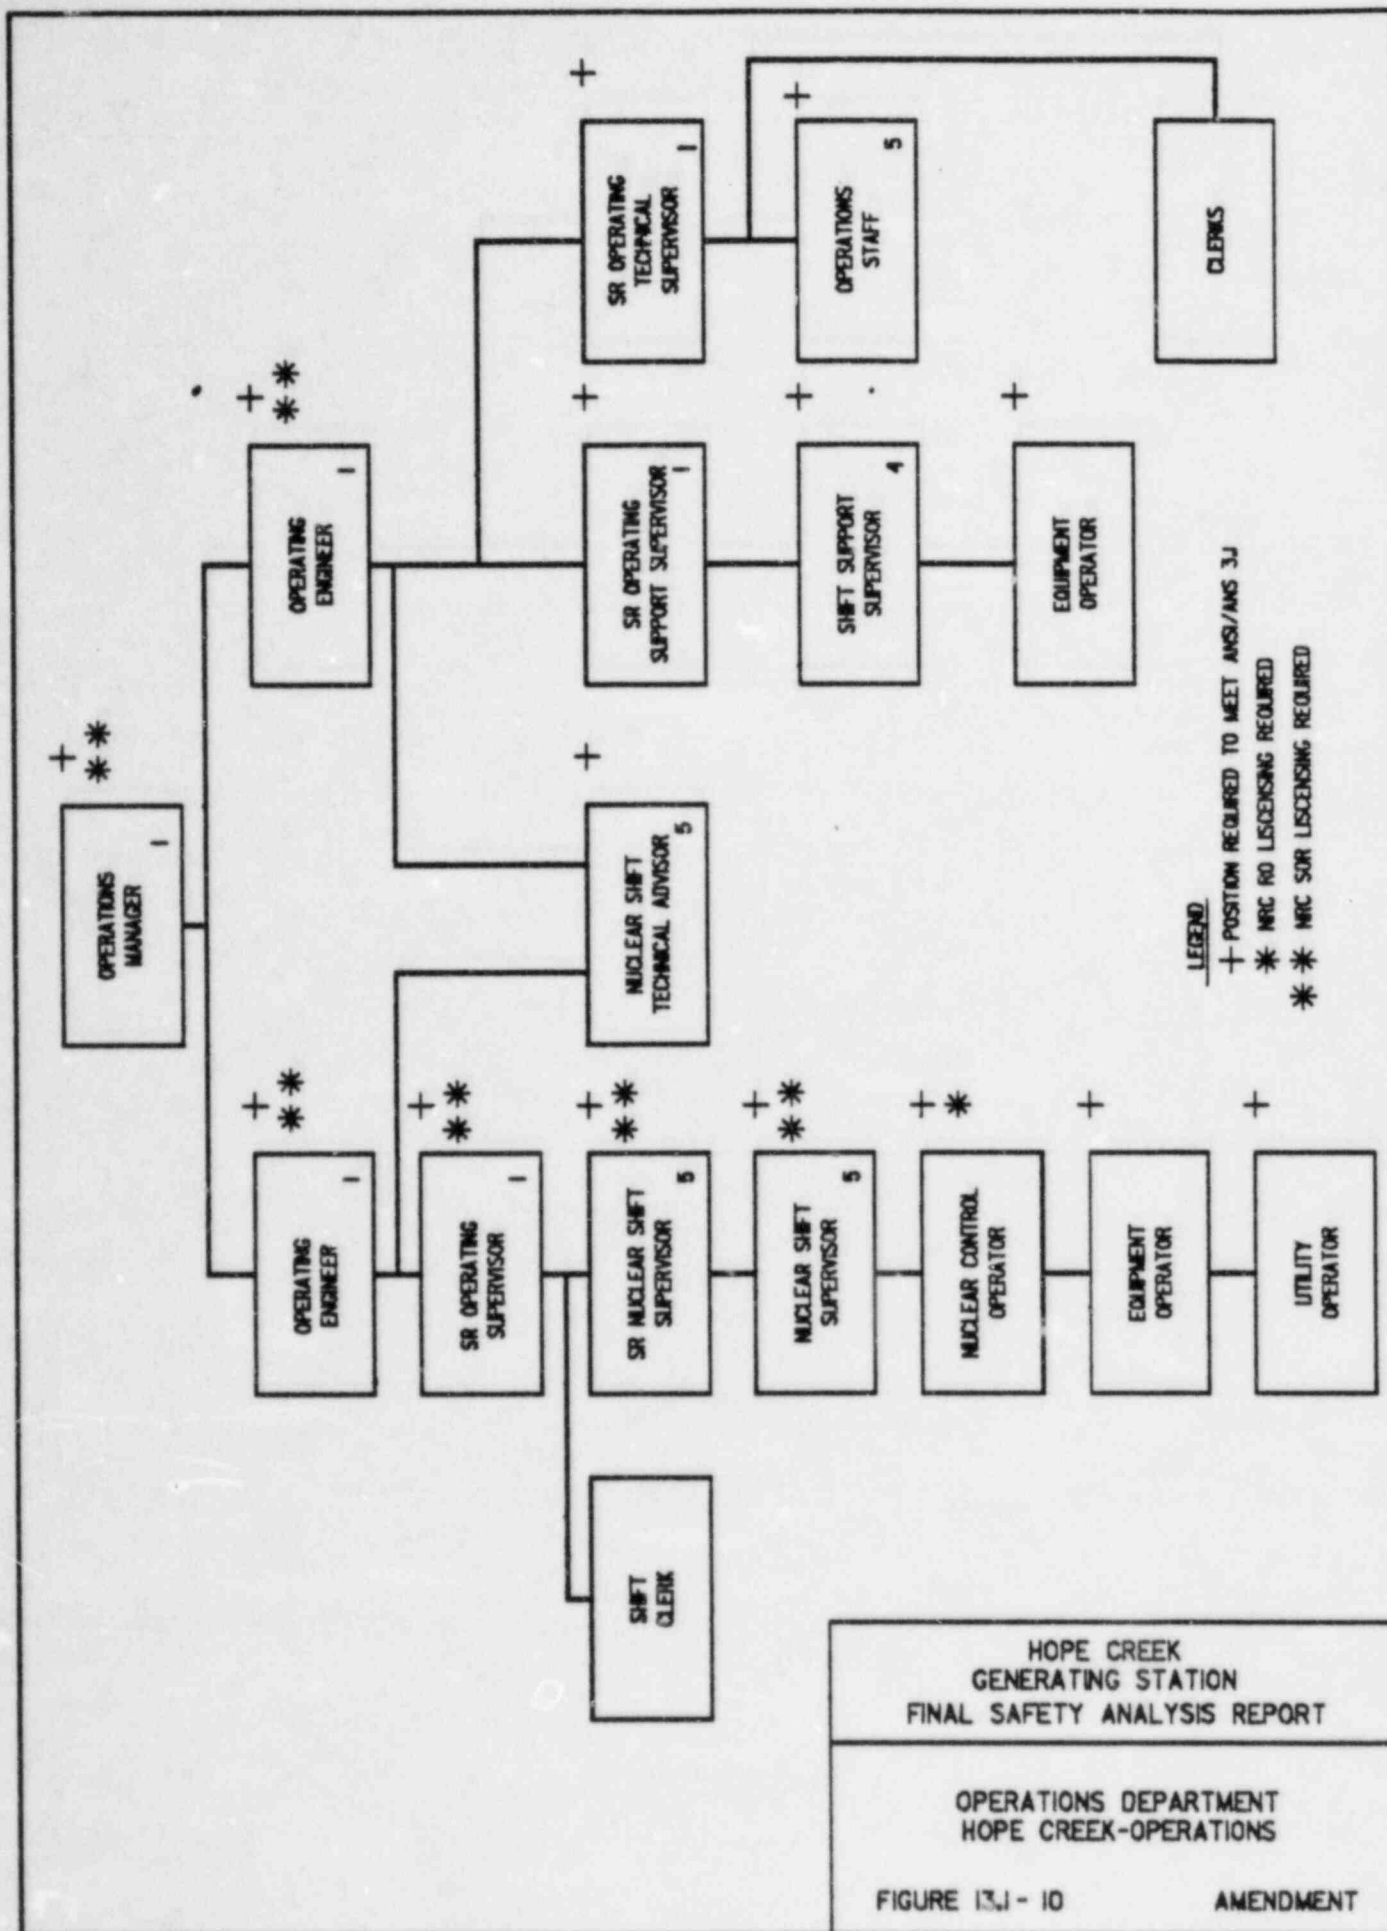 OPERATIONS
MANAGER
1
+
**
OPERATING
ENGINEER
1
+
**
OPERATING
ENGINEER
1
+
**
SR OPERATING
SUPERVISOR
1
+
**
SHIFT
CLERK
SR NUCLEAR SHIFT
SUPERVISOR
5
+
**
NUCLEAR SHIFT
TECHNICAL ADVISOR
5
+
SR OPERATING
SUPPORT SUPERVISOR
1
+
SR OPERATING
TECHNICAL
SUPERVISOR
1
+
NUCLEAR SHIFT
SUPERVISOR
5
+
**
SHIFT SUPPORT
SUPERVISOR
4
+
OPERATIONS
STAFF
5
+
NUCLEAR CONTROL
OPERATOR
+
*
EQUIPMENT
OPERATOR
+
EQUIPMENT
OPERATOR
+
CLERKS
UTILITY
OPERATOR
+
LEGEND
+ POSITION REQUIRED TO MEET ANSI/ANS 3.1
* NRC RO LISCENSING REQUIRED
** NRC SOR LISCENSING REQUIRED
HOPE CREEK
GENERATING STATION
FINAL SAFETY ANALYSIS REPORT
OPERATIONS DEPARTMENT
HOPE CREEK-OPERATIONS
FIGURE 13.1 - 10 AMENDMENT